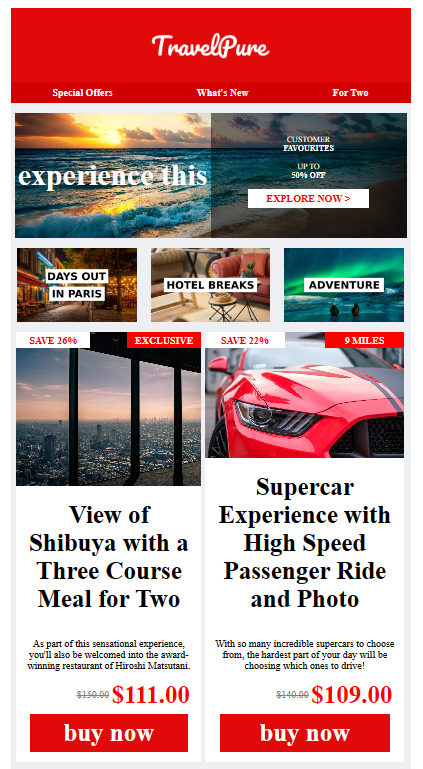 TravelPure
Special Offers
What's New
For Two
experience this
CUSTOMER
FAVOURITES
UP TO
50% OFF
EXPLORE NOW >
DAYS OUT
IN PARIS
HOTEL BREAKS
ADVENTURE
SAVE 26%
EXCLUSIVE
View of
Shibuya with a
Three Course
Meal for Two
As part of this sensational experience,
you'll also be welcomed into the award-
winning restaurant of Hiroshi Matsutani.
$150.00 $111.00
buy now
SAVE 22%
9 MILES
Supercar
Experience with
High Speed
Passenger Ride
and Photo
With so many incredible supercars to choose
from, the hardest part of your day will be
choosing which ones to drive!
$140.00 $109.00
buy now